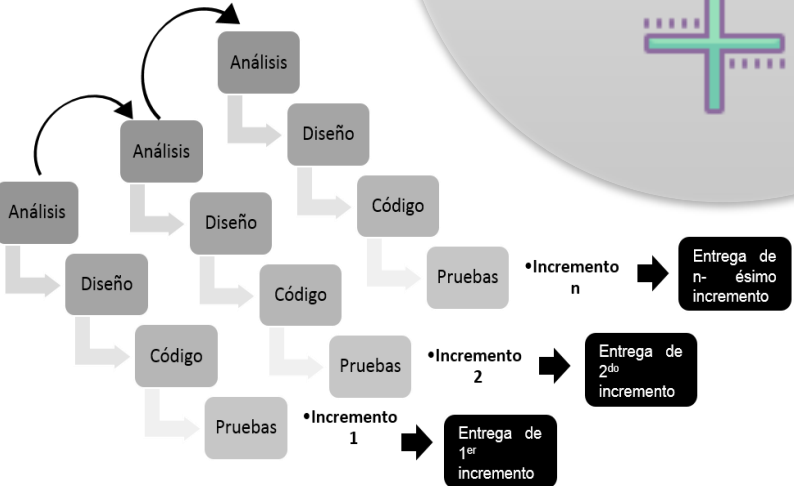 Análisis
Diseño
Código
Pruebas
•Incremento
n
Entrega de
n- ésimo
incremento
Análisis
Diseño
Código
Pruebas
•Incremento
2
Entrega de
2do
incremento
Análisis
Diseño
Código
Pruebas
•Incremento
1
Entrega de
1er
incremento